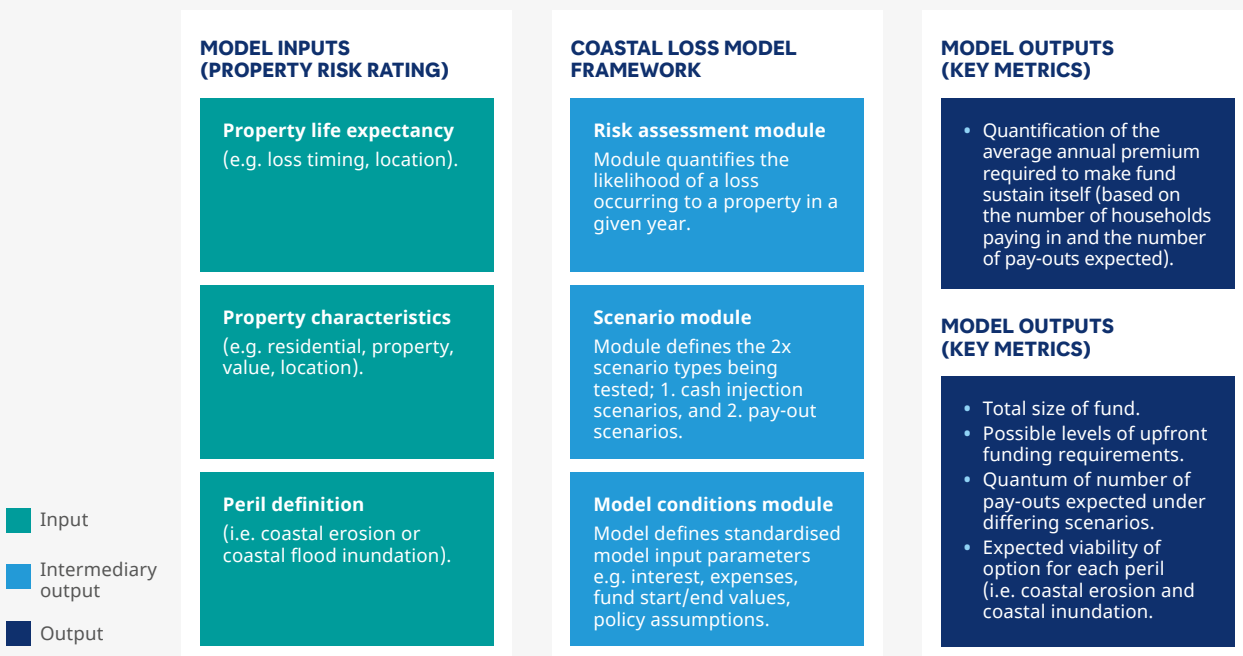 MODEL INPUTS
(PROPERTY RISK RATING)
Property life expectancy
(e.g. loss timing, location).
Property characteristics
(e.g. residential, property,
value, location).
Peril definition
(i.e. coastal erosion or
coastal flood inundation).
COASTAL LOSS MODEL
FRAMEWORK
Risk assessment module
Module quantifies the
likelihood of a loss
occurring to a property in a
given year.
Scenario module
Module defines the 2x
scenario types being
tested; 1. cash injection
scenarios, and 2. pay-out
scenarios.
Model conditions module
Model defines standardised
model input parameters
e.g. interest, expenses,
fund start/end values,
policy assumptions.
MODEL OUTPUTS
(KEY METRICS)
• Quantification of the
average annual premium
required to make fund
sustain itself (based on
the number of households
paying in and the number
of pay-outs expected).
MODEL OUTPUTS
(KEY METRICS)
• Total size of fund.
• Possible levels of upfront
funding requirements.
• Quantum of number of
pay-outs expected under
differing scenarios.
• Expected viability of
option for each peril
(i.e. coastal erosion and
coastal inundation.
Input
Intermediary
output
Output